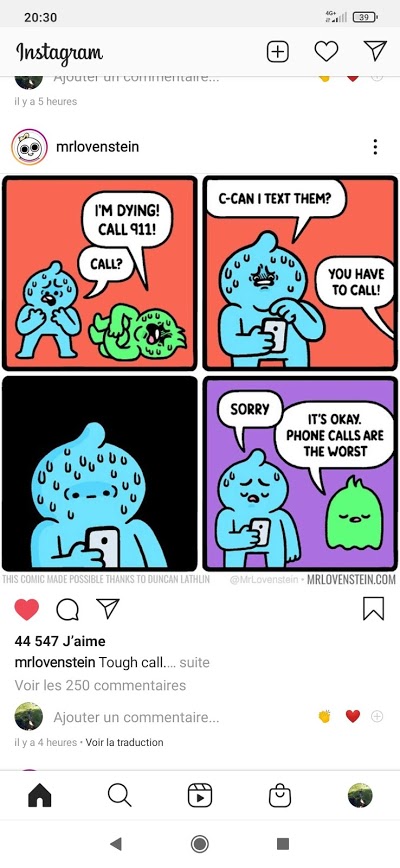 20:30
4G+
39
Instagram
Ajouter un commentaire...
il y a 5 heures
mrlovenstein
I'M DYING!
CALL 911!
CALL?
C-CAN I TEXT THEM?
YOU HAVE
TO CALL!
SORRY
IT'S OKAY.
PHONE CALLS ARE
THE WORST
THIS COMIC MADE POSSIBLE THANKS TO DUNCAN LATHLIN
@MrLovenstein • MRLOVENSTEIN.COM
44 547 J'aime
mrlovenstein Tough call.... suite
Voir les 250 commentaires
Ajouter un commentaire...
il y a 4 heures • Voir la traduction